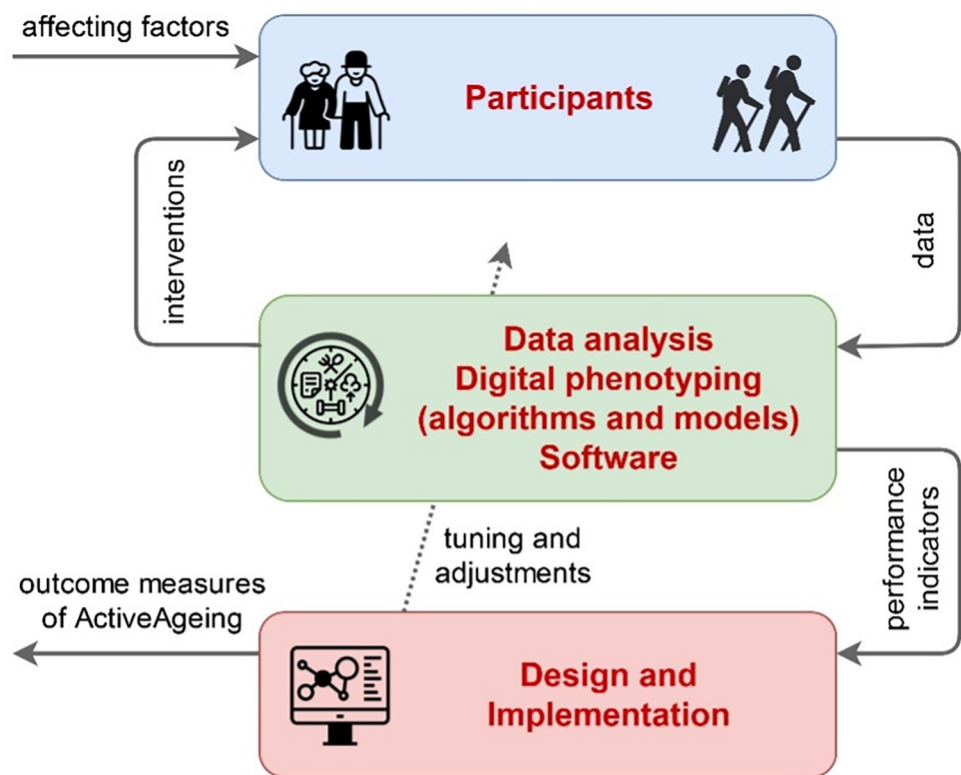 affecting factors
Participants
interventions
data
Data analysis
Digital phenotyping
(algorithms and models)
Software
tuning and
adjustments
performance
indicators
outcome measures
of ActiveAgeing
Design and
Implementation